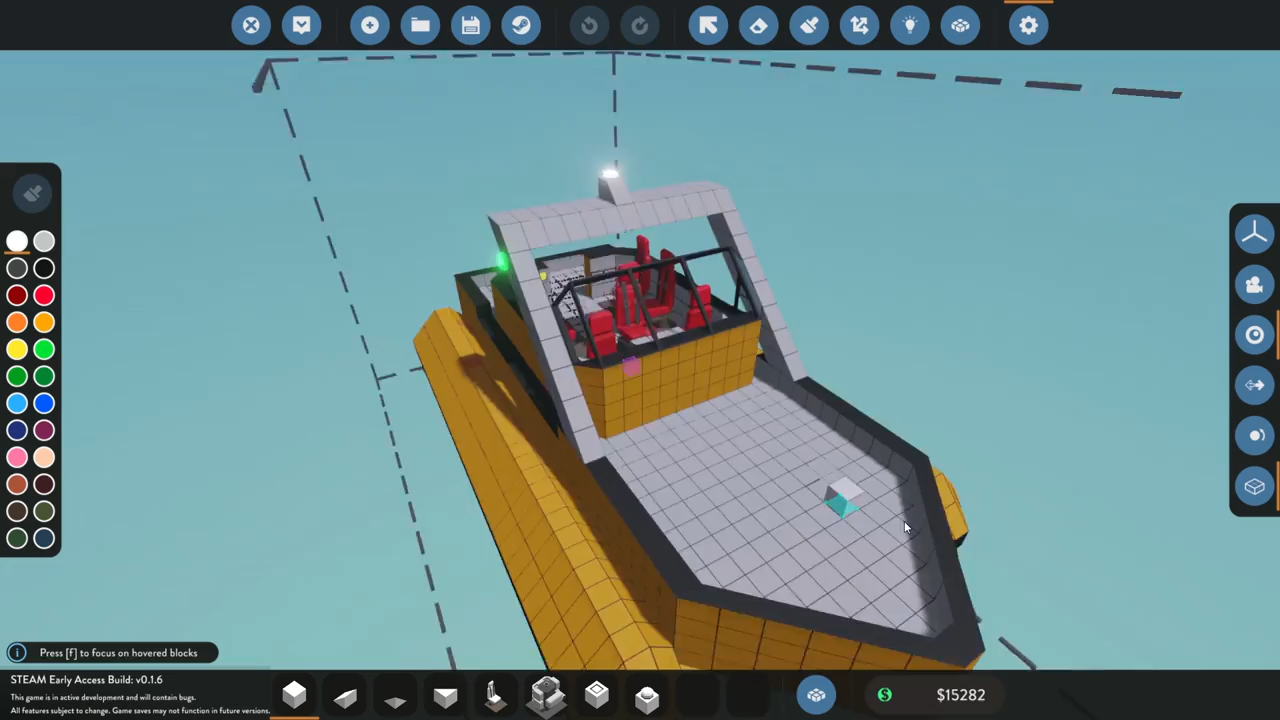 Press [f] to focus on hovered blocks
STEAM Early Access Build: v0.1.6
This game is in active development and will contain bugs.
All features subject to change. Game saves may not function in future versions.
$ $15282